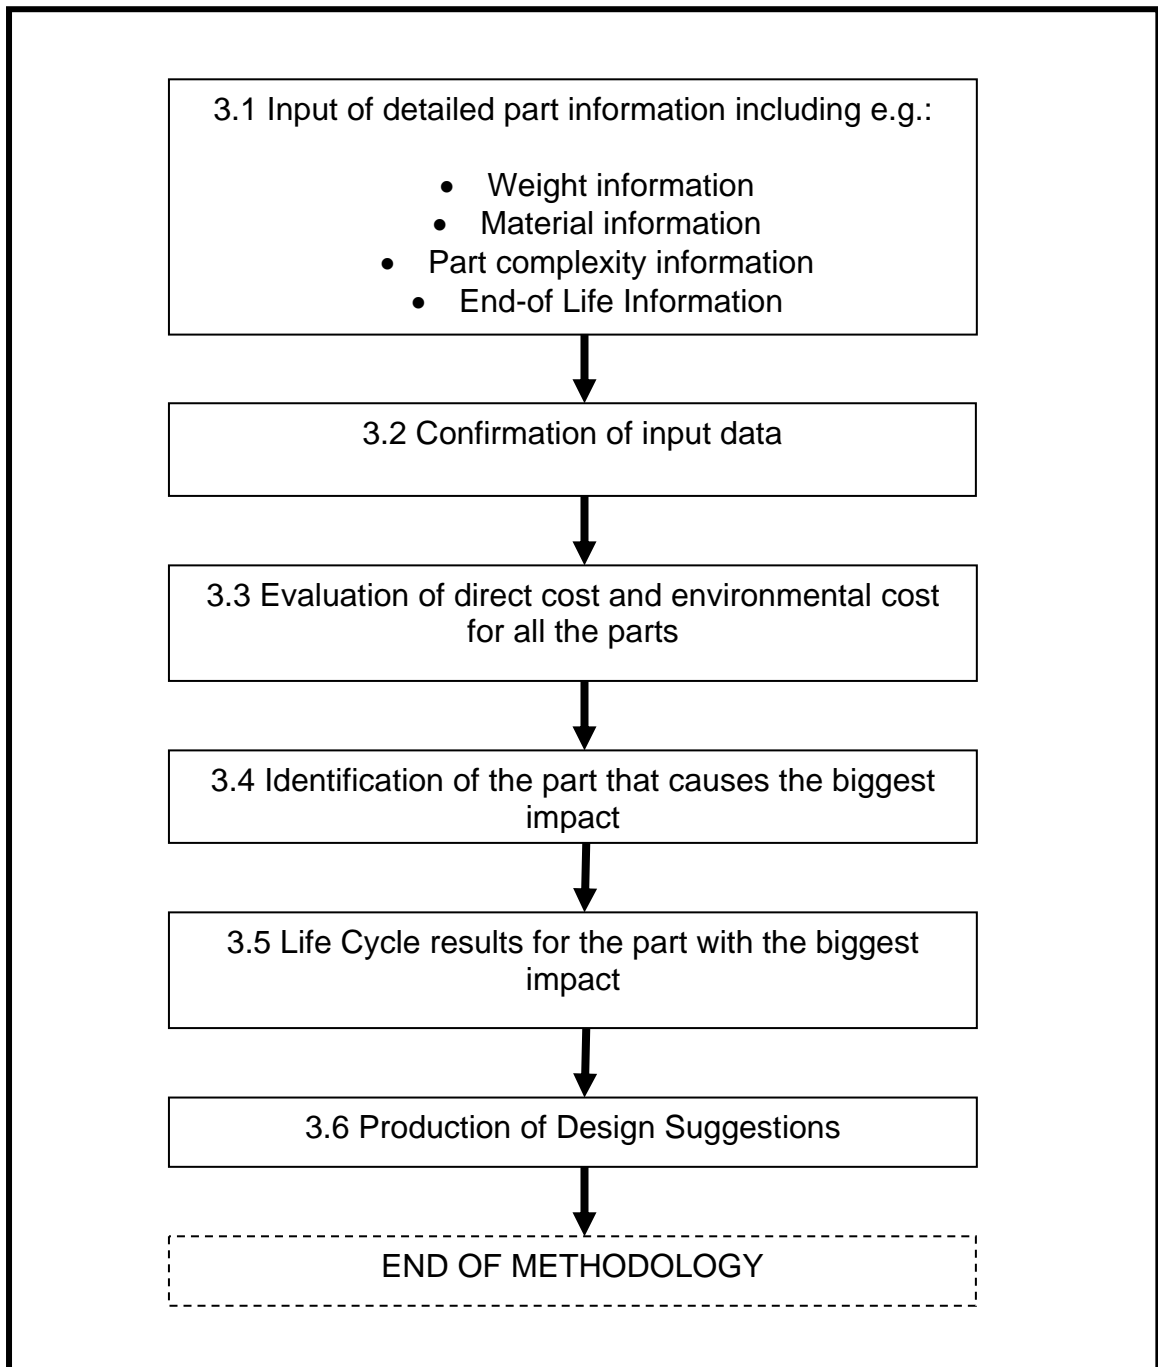 3.1 Input of detailed part information including e.g.:
• Weight information
• Material information
• Part complexity information
• End-of Life Information
3.2 Confirmation of input data
3.3 Evaluation of direct cost and environmental cost
for all the parts
3.4 Identification of the part that causes the biggest
impact
3.5 Life Cycle results for the part with the biggest
impact
3.6 Production of Design Suggestions
END OF METHODOLOGY